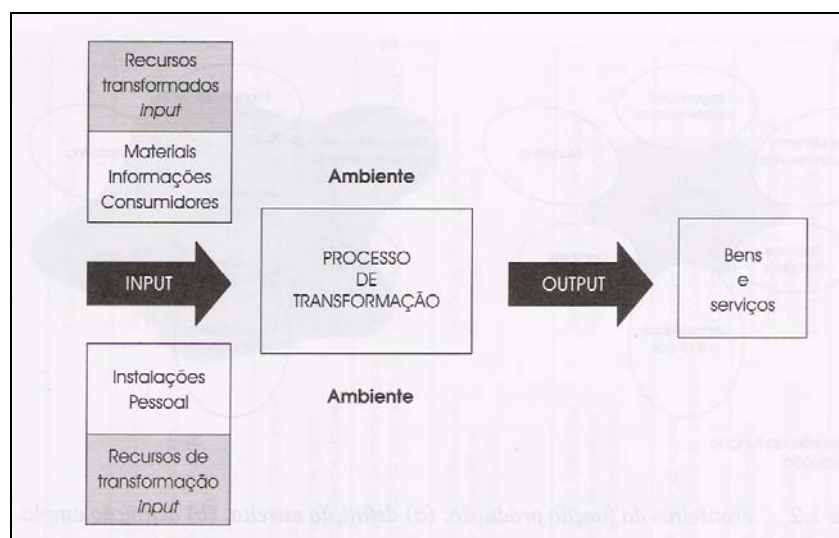 Recursos
transformados
input
Materiais
Informações
Consumidores
Ambiente
INPUT
PROCESSO
DE
TRANSFORMAÇÃO
OUTPUT
Bens
e
serviços
Instalações
Pessoal
Ambiente
Recursos de
transformação
input